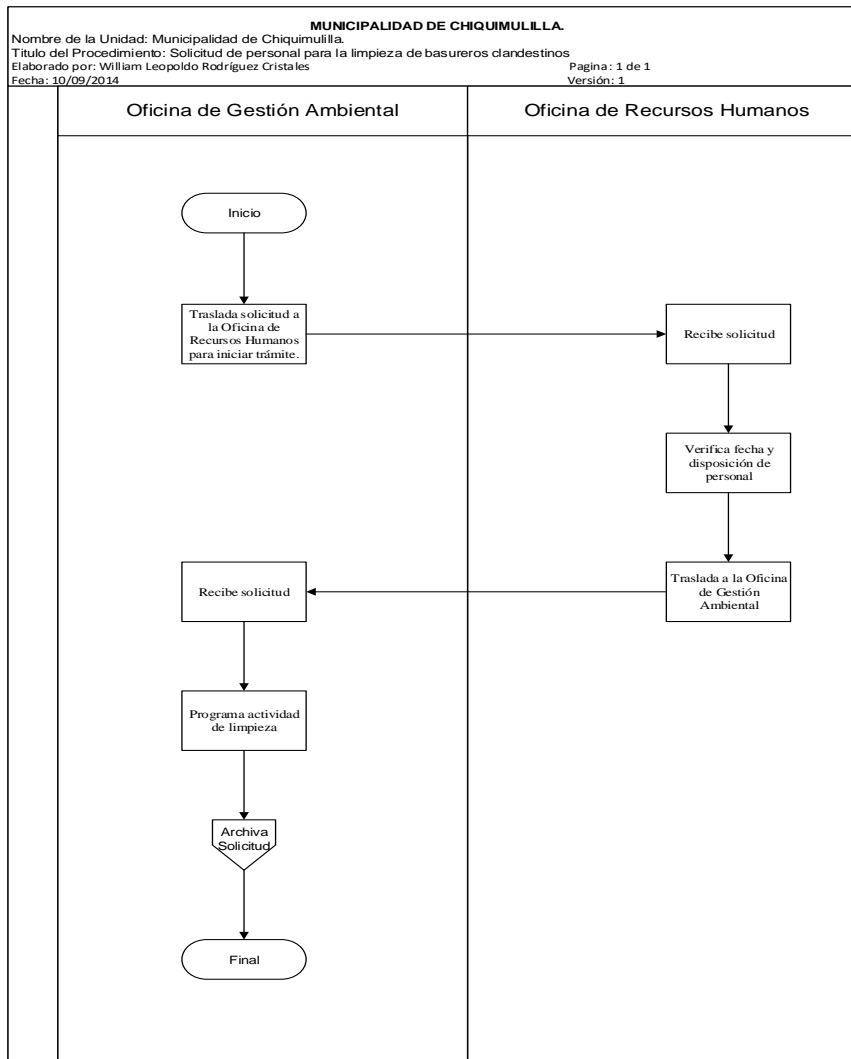 MUNICIPALIDAD DE CHIQUIMULILLA.
Nombre de la Unidad: Municipalidad de Chiquimulilla.
Titulo del Procedimiento: Solicitud de personal para la limpieza de basureros clandestinos
Elaborado por: William Leopoldo Rodríguez Cristales Pagina: 1 de 1
Fecha: 10/09/2014 Versión: 1
Oficina de Gestión Ambiental Oficina de Recursos Humanos
Inicio
Traslada solicitud a
la Oficina de
Recursos Humanos
para iniciar trámite.
Recibe solicitud
Verifica fecha y
disposición de
personal
Traslada a la Oficina
de Gestión
Ambiental
Recibe solicitud
Programa actividad
de limpieza
Archiva
Solicitud
Final